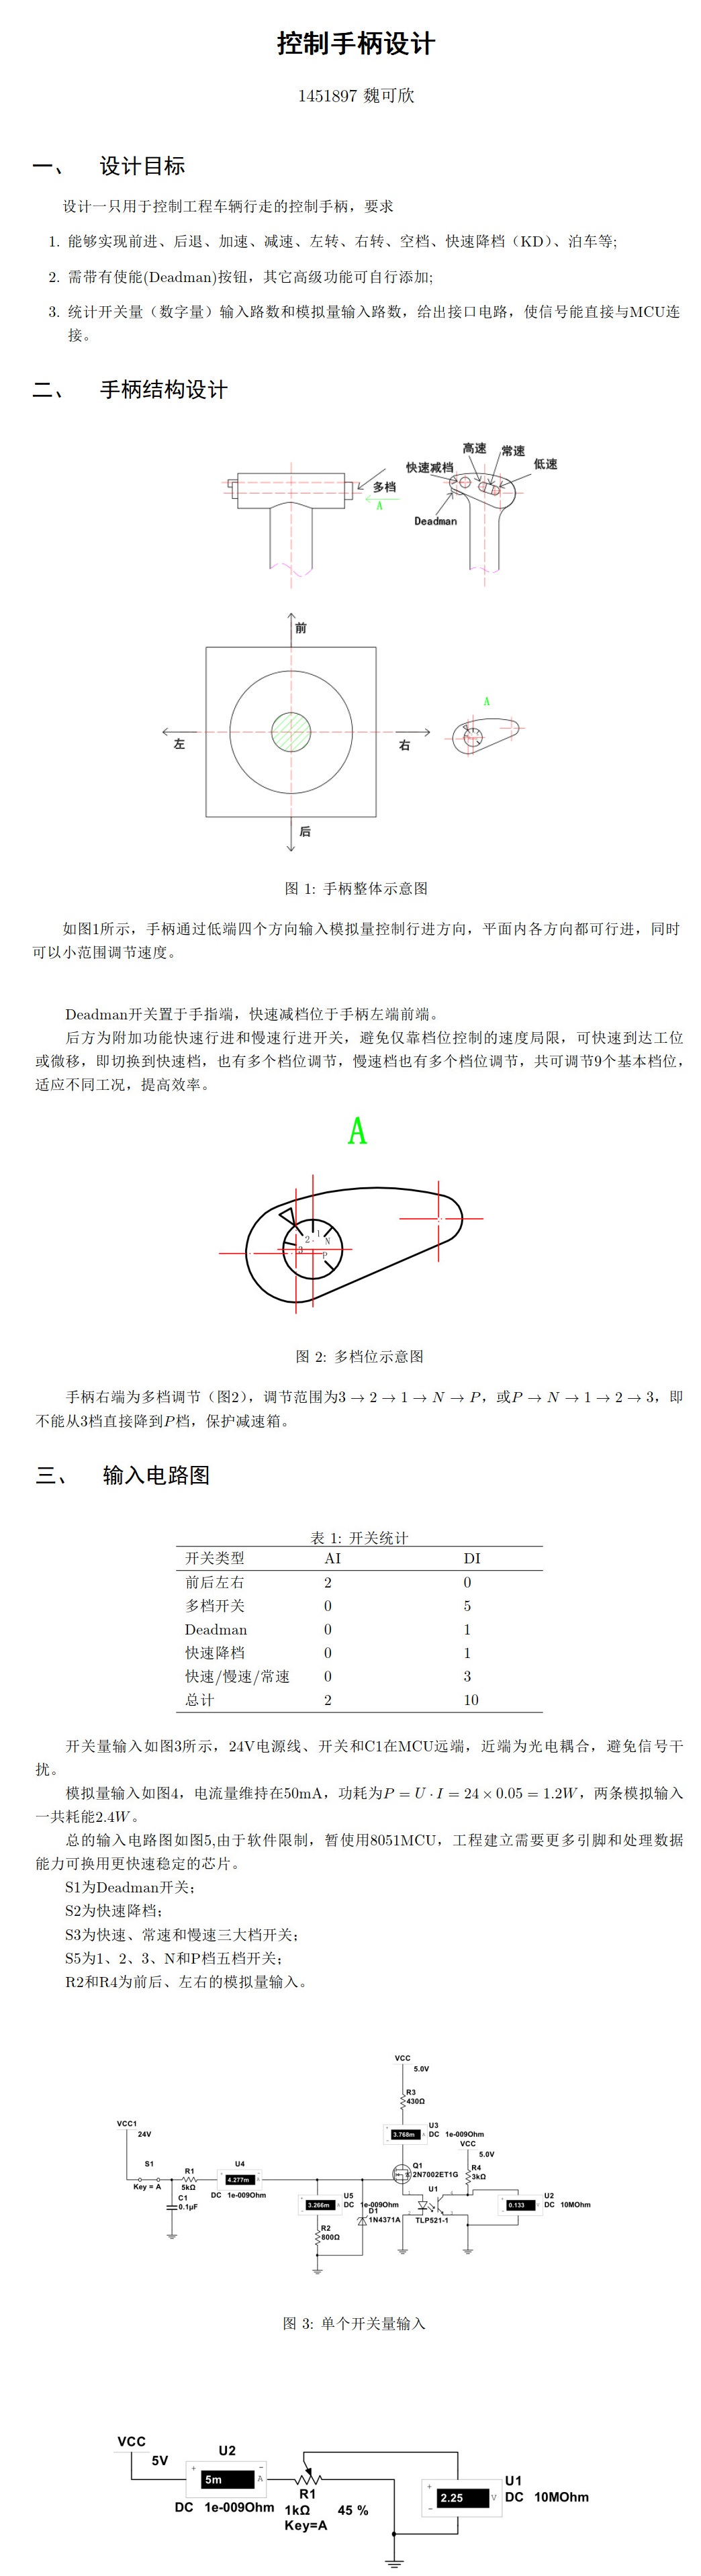 控制手柄设计
1451897 魏可欣
一、 设计目标
设计一只用于控制工程车辆行走的控制手柄，要求
1. 能够实现前进、后退、加速、减速、左转、右转、空档、快速降档（KD）、泊车等;
2. 需带有使能(Deadman)按钮，其它高级功能可自行添加;
3. 统计开关量（数字量）输入路数和模拟量输入路数，给出接口电路，使信号能直接与MCU连
接。
二、 手柄结构设计
多档
A
快速减档
高速
常速
低速
Deadman
前
左
右
后
A
图 1: 手柄整体示意图
如图1所示，手柄通过低端四个方向输入模拟量控制行进方向，平面内各方向都可行进，同时
可以小范围调节速度。
Deadman开关置于手指端，快速减档位于手柄左端前端。
后方为附加功能快速行进和慢速行进开关，避免仅靠档位控制的速度局限，可快速到达工位
或微移，即切换到快速档，也有多个档位调节，慢速档也有多个档位调节，共可调节9个基本档位，
适应不同工况，提高效率。
A
3 2 1 N P
图 2: 多档位示意图
手柄右端为多档调节（图2），调节范围为3 → 2 → 1 → N → P，或P → N → 1 → 2 → 3，即
不能从3档直接降到P档，保护减速箱。
三、 输入电路图
表 1: 开关统计
开关类型 AI DI
前后左右 2 0
多档开关 0 5
Deadman 0 1
快速降档 0 1
快速/慢速/常速 0 3
总计 2 10
开关量输入如图3所示，24V电源线、开关和C1在MCU远端，近端为光电耦合，避免信号干
扰。
模拟量输入如图4，电流量维持在50mA，功耗为P = U · I = 24 × 0.05 = 1.2W，两条模拟输入
一共耗能2.4W。
总的输入电路图如图5,由于软件限制，暂使用8051MCU，工程建立需要更多引脚和处理数据
能力可换用更快速稳定的芯片。
S1为Deadman开关；
S2为快速降档；
S3为快速、常速和慢速三大档开关；
S5为1、2、3、N和P档五档开关；
R2和R4为前后、左右的模拟量输入。
VCC
5.0V
R3
430Ω
VCC1
24V
U3
3.768m A DC 1e-009Ohm
VCC
5.0V
S1
Key = A
R1
5kΩ
U4
4.277m A
DC 1e-009Ohm
C1
0.1µF
Q1
2N7002ET1G
R4
3kΩ
U5
3.266m A DC 1e-009Ohm
D1
1N4371A
U1
TLP521-1
U2
0.133 V DC 10MOhm
R2
800Ω
图 3: 单个开关量输入
VCC
5V
U2
5m A
DC 1e-009Ohm
R1
1kΩ 45 %
Key=A
U1
2.25 V DC 10MOhm